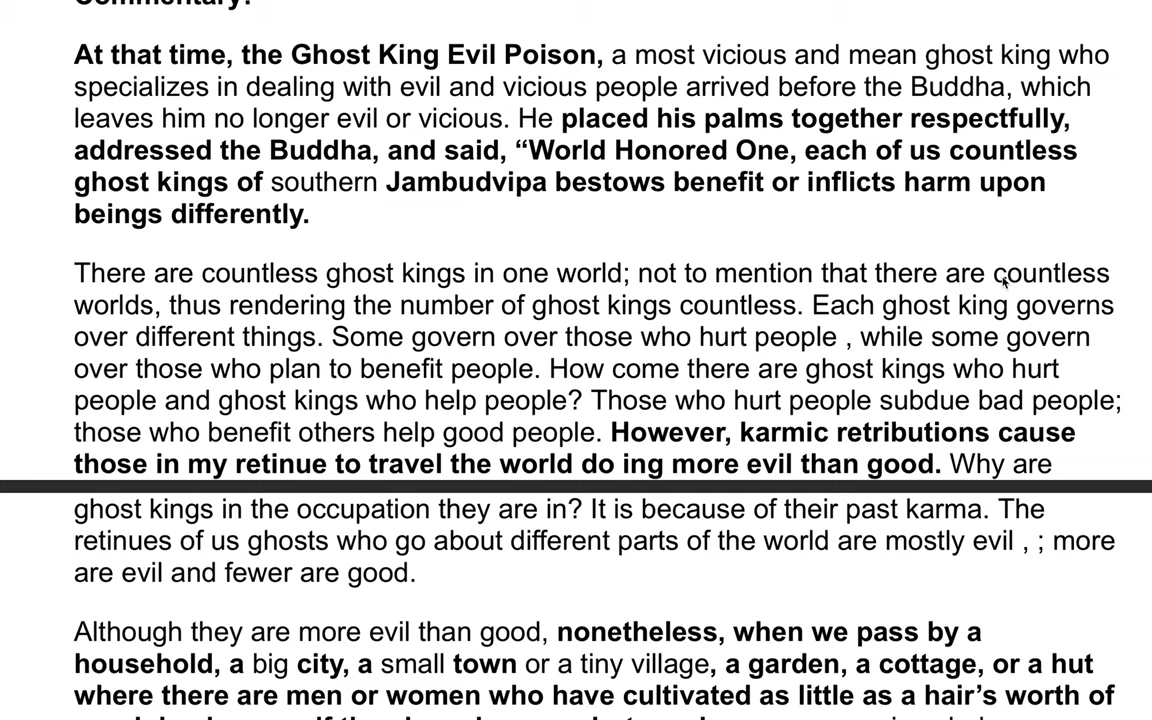 Commentary:
At that time, the Ghost King Evil Poison, a most vicious and mean ghost king who
specializes in dealing with evil and vicious people arrived before the Buddha, which
leaves him no longer evil or vicious. He placed his palms together respectfully,
addressed the Buddha, and said, “World Honored One, each of us countless
ghost kings of southern Jambudvipa bestows benefit or inflicts harm upon
beings differently.
There are countless ghost kings in one world; not to mention that there are countless
worlds, thus rendering the number of ghost kings countless. Each ghost king governs
over different things. Some govern over those who hurt people , while some govern
over those who plan to benefit people. How come there are ghost kings who hurt
people and ghost kings who help people? Those who hurt people subdue bad people;
those who benefit others help good people. However, karmic retributions cause
those in my retinue to travel the world do ing more evil than good. Why are
ghost kings in the occupation they are in? It is because of their past karma. The
retinues of us ghosts who go about different parts of the world are mostly evil , ; more
are evil and fewer are good.
Although they are more evil than good, nonetheless, when we pass by a
household, a big city, a small town or a tiny village, a garden, a cottage, or a hut
where there are men or women who have cultivated as little as a hair’s worth of